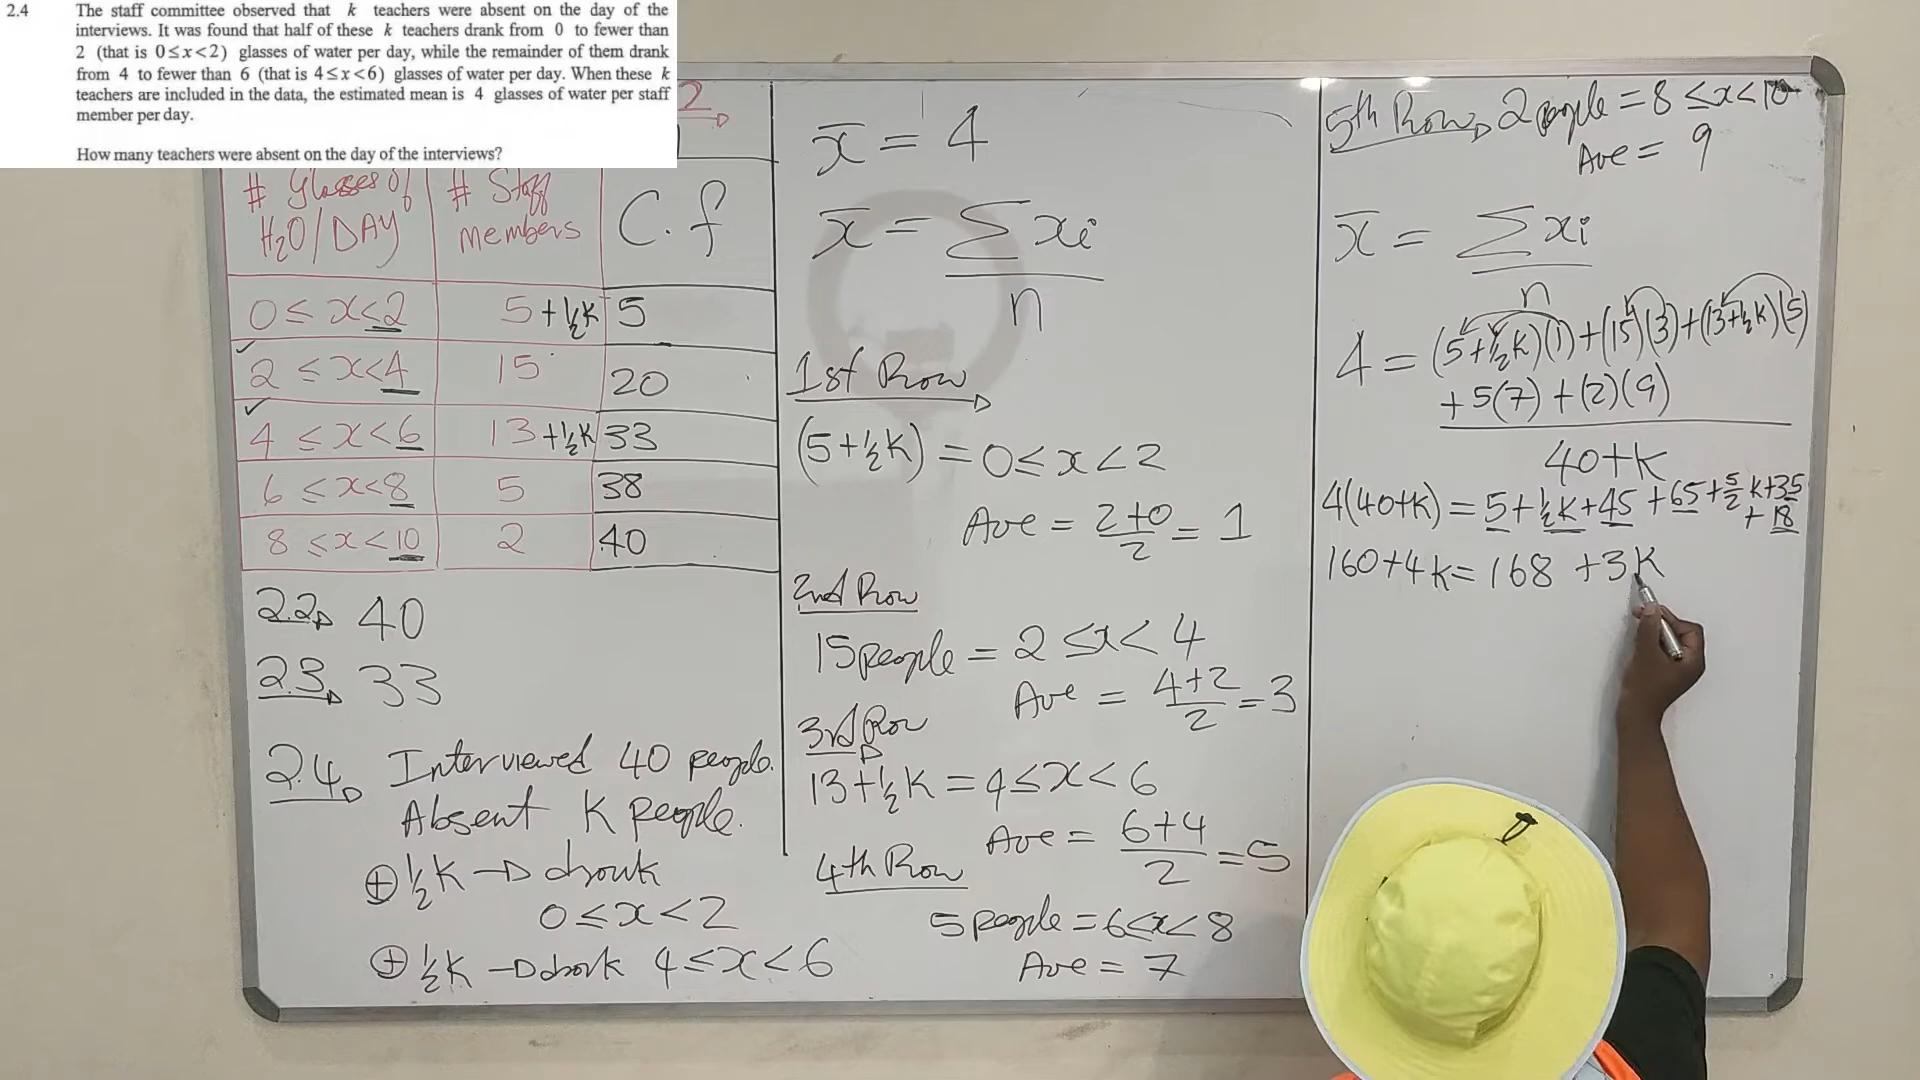 2.4 The staff committee observed that k teachers were absent on the day of the
interviews. It was found that half of these k teachers drank from 0 to fewer than
2 (that is 0≤x<2) glasses of water per day, while the remainder of them drank
from 4 to fewer than 6 (that is 4≤x<6) glasses of water per day. When these k
teachers are included in the data, the estimated mean is 4 glasses of water per staff
member per day.
How many teachers were absent on the day of the interviews?
2
# Glasses of H₂O/DAY
# Staff members
C.f
0 ≤ x < 2 5 + ½k 5
2 ≤ x < 4 15 20
4 ≤ x < 6 13 + ½k 33
6 ≤ x < 8 5 38
8 ≤ x < 10 2 40
2.2 40
2.3 33
2.4 Interviewed 40 people.
Absent K people.
½K → drank
0 ≤ x < 2
½K → drank 4 ≤ x < 6
x̄ = 4
x̄ = Σxi
n
1st Row
(5+½K) = 0 ≤ x < 2
Ave = 2+0/2 = 1
2nd Row
15 people = 2 ≤ x < 4
Ave = 4+2/2 = 3
3rd Row
13+½K = 4 ≤ x < 6
Ave = 6+4/2 = 5
4th Row
5 people = 6<x<8
Ave = 7
5th Row 2 people = 8 ≤ x < 10
Ave = 9
x̄ = Σxi
n
4 = (5+½K)(1)+(15)(3)+(13+½K)(5)
+5(7)+(2)(9)
40+K
4(40+K) = 5+½K+45+65+5/2 K+35
+18
160+4K = 168 +3K